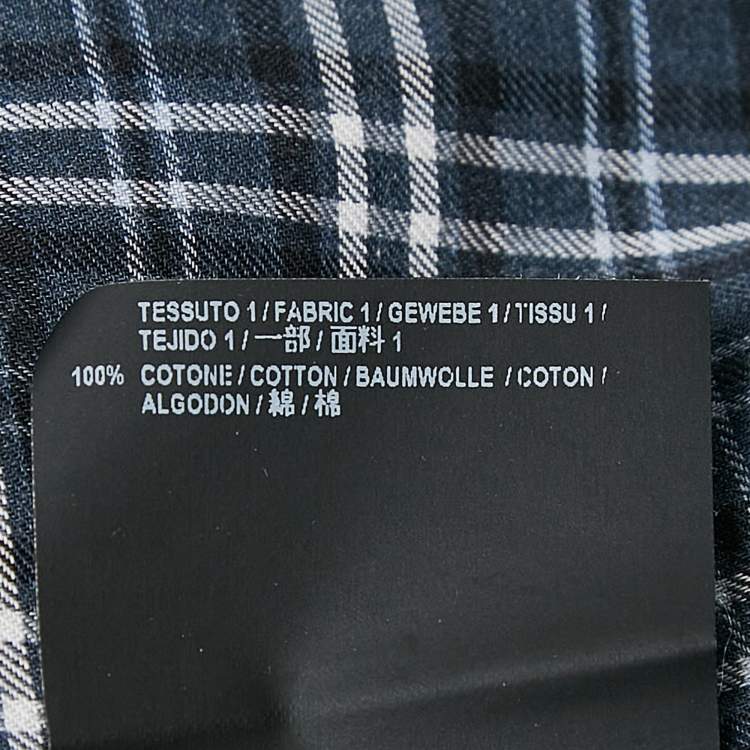 TESSUTO 1 / FABRIC 1 / GEWEBE 1 / TISSU 1 /
TEJIDO 1 / 一部 / 面料 1
100% COTONE / COTTON / BAUMWOLLE / COTON /
ALGODON / 綿 / 棉